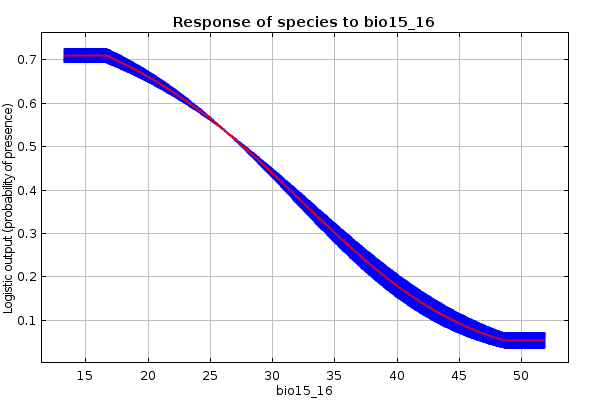 Response of species to bio15_16
Logistic output (probability of presence)
0.7
0.6
0.5
0.4
0.3
0.2
0.1
15 20 25 30 35 40 45 50
bio15_16